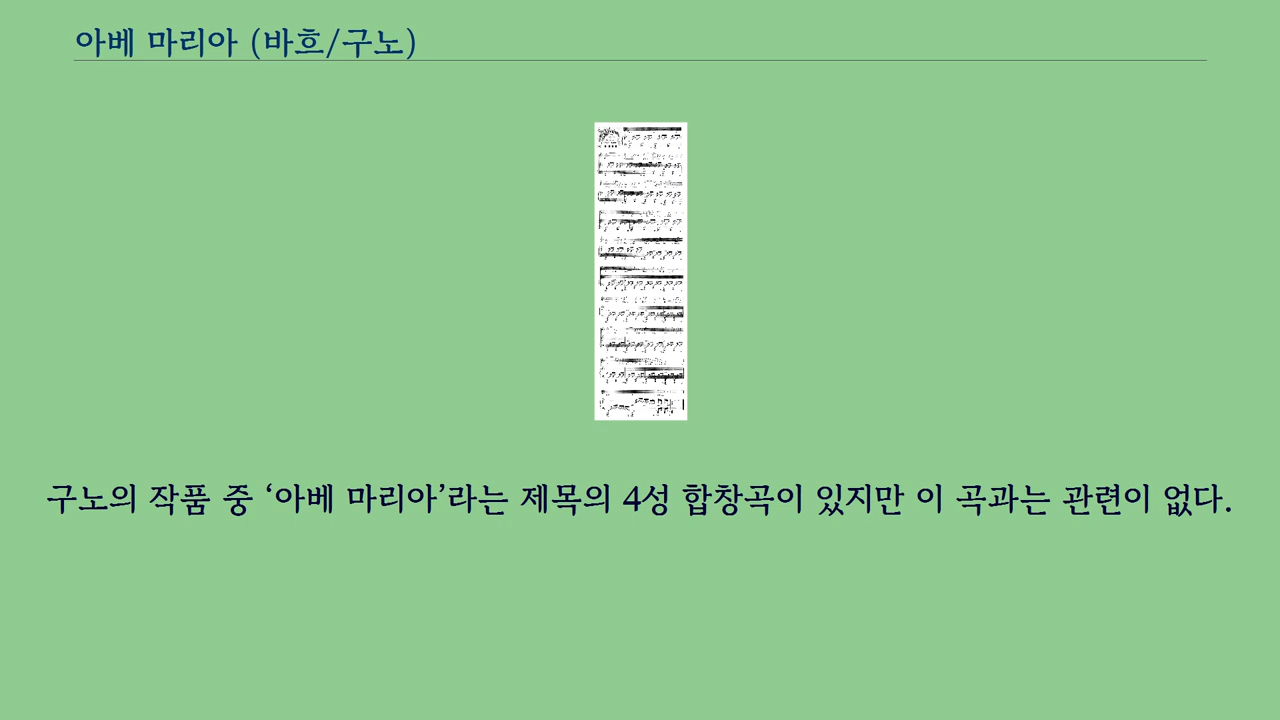 아베 마리아 (바흐/구노)
구노의 작품 중 ‘아베 마리아’라는 제목의 4성 합창곡이 있지만 이 곡과는 관련이 없다.